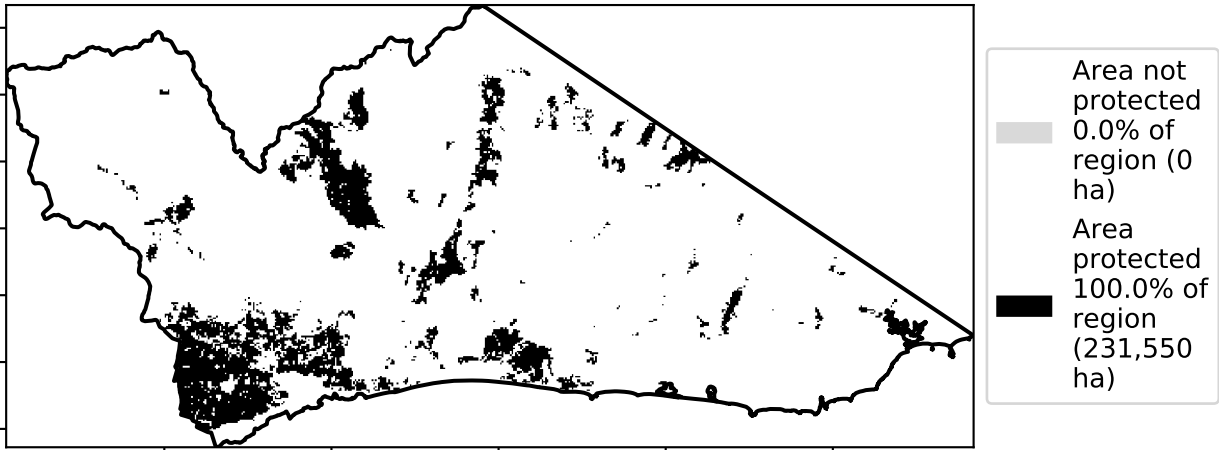 Area not
protected
0.0% of
region (0
ha)
Area
protected
100.0% of
region
(231,550
ha)